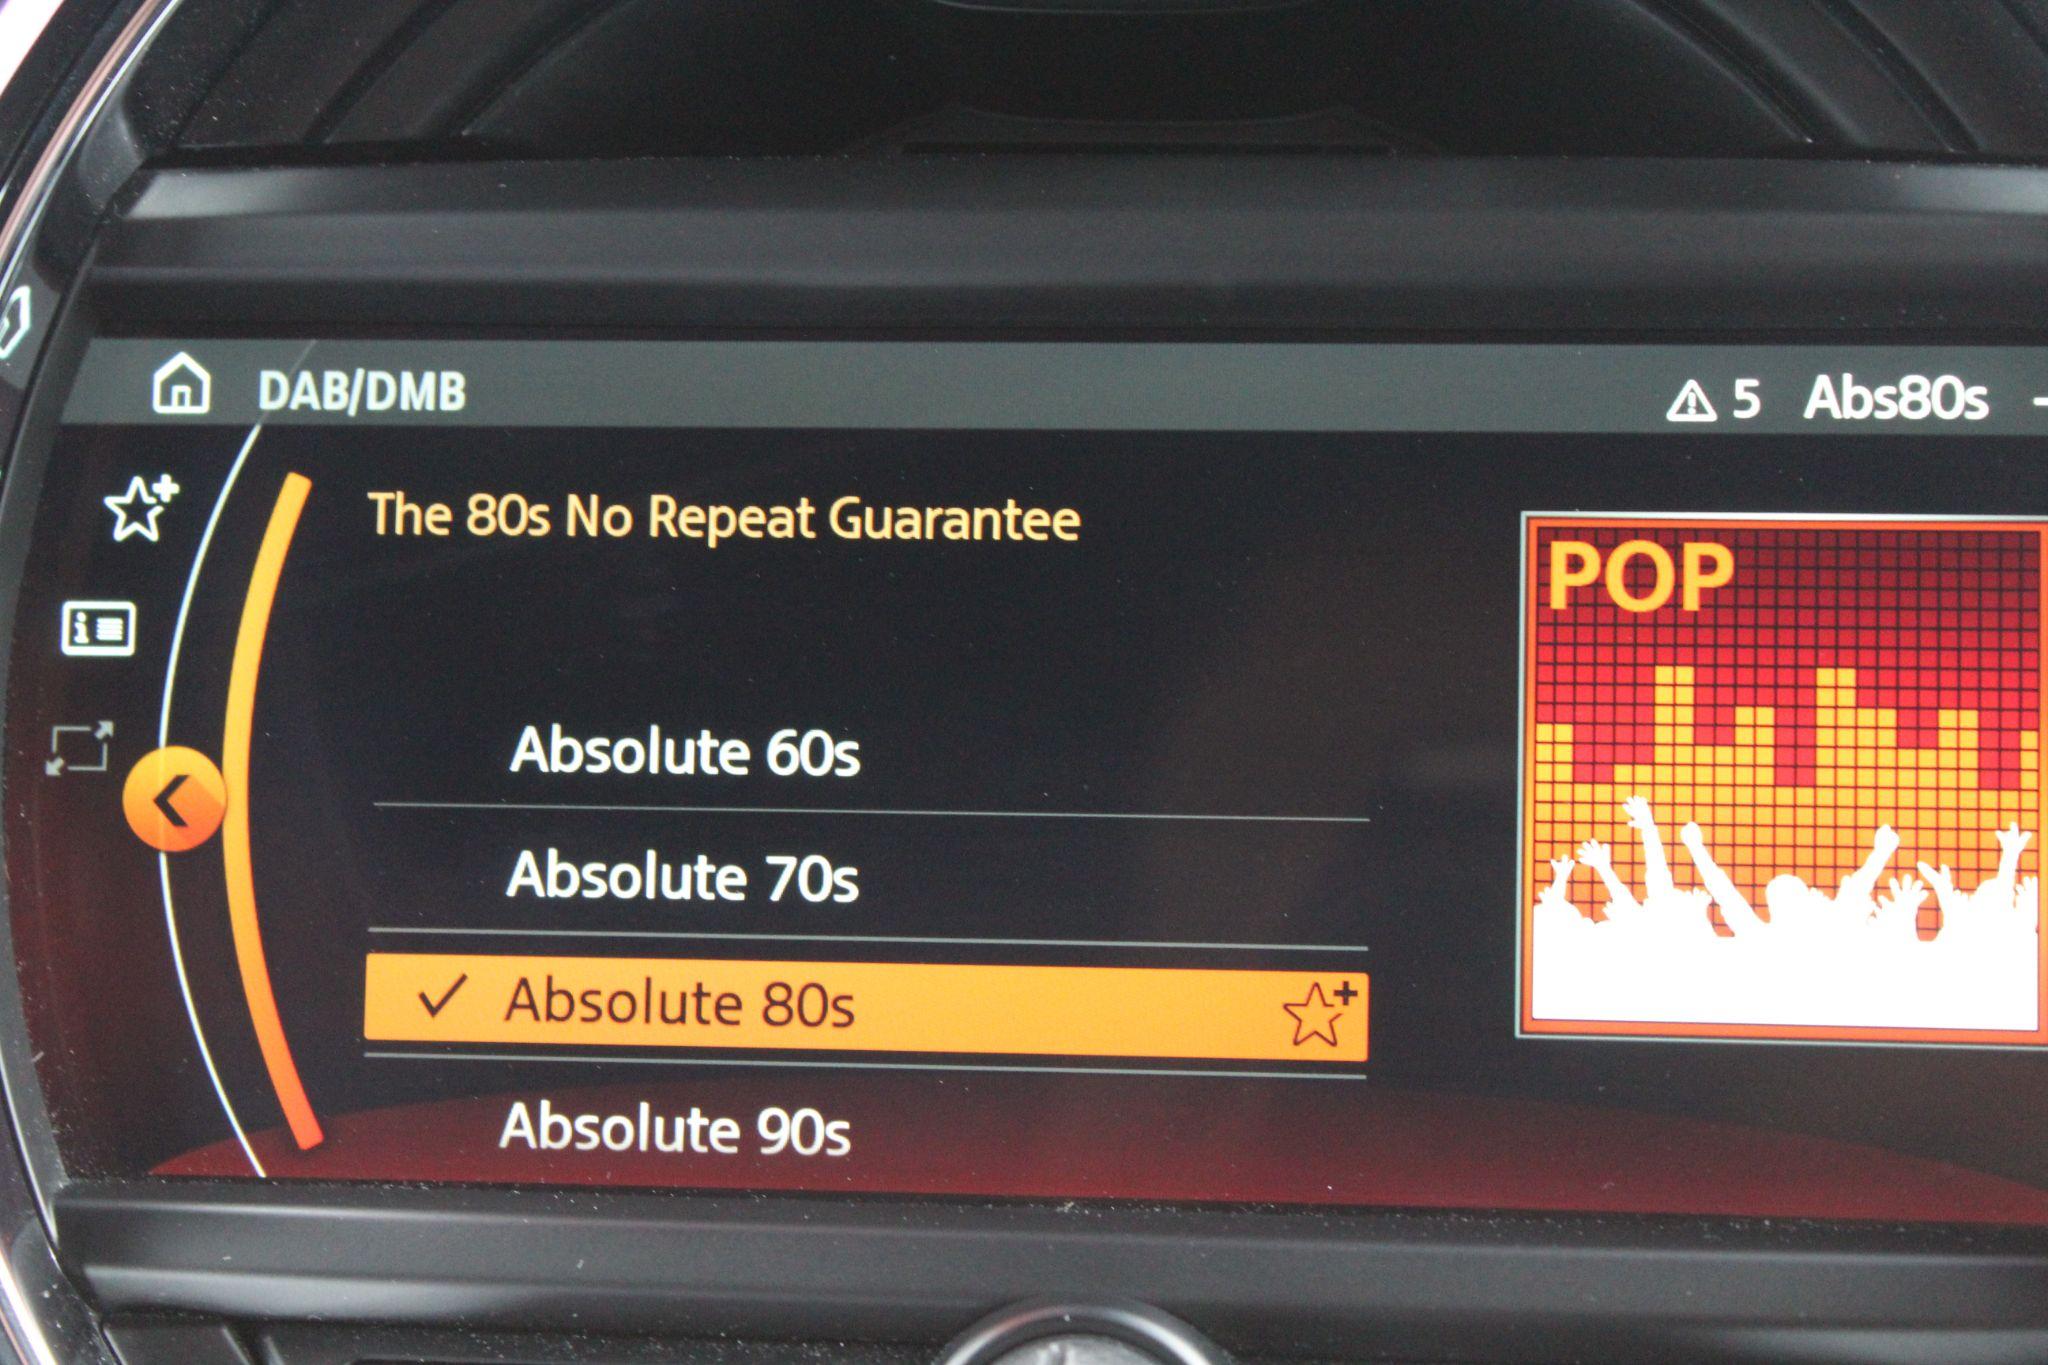 DAB/DMB
5 Abs80s
The 80s No Repeat Guarantee
POP
Absolute 60s
Absolute 70s
Absolute 80s
Absolute 90s